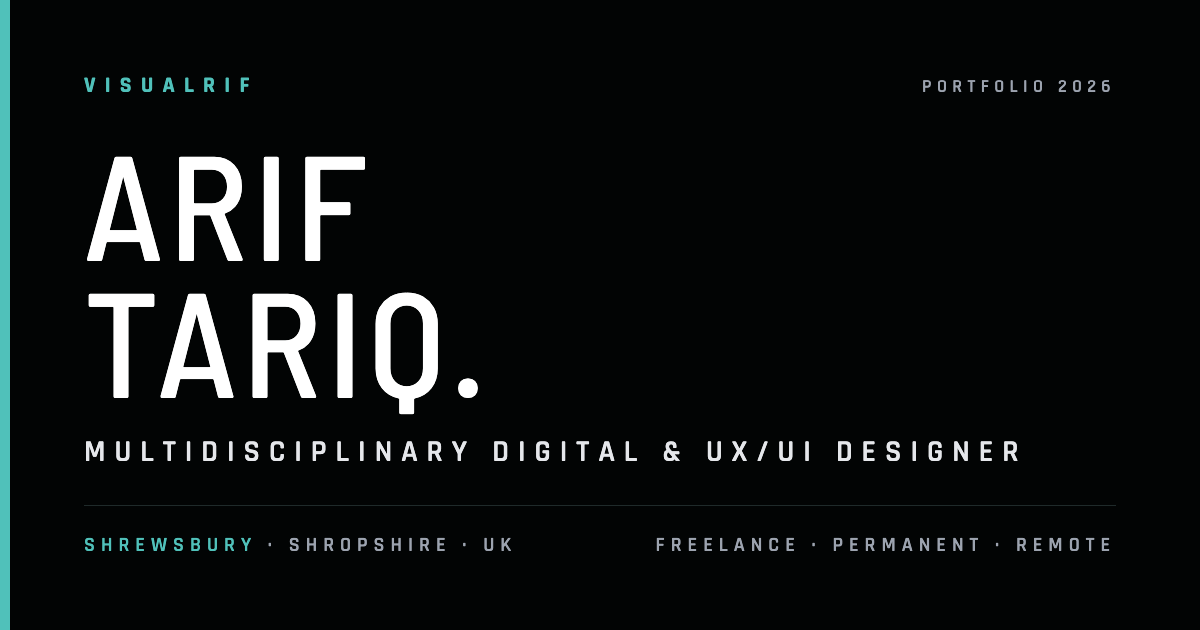 VISUALRIF
PORTFOLIO 2026
ARIF
TARIQ.
MULTIDISCIPLINARY DIGITAL & UX/UI DESIGNER
SHREWSBURY · SHROPSHIRE · UK
FREELANCE · PERMANENT · REMOTE